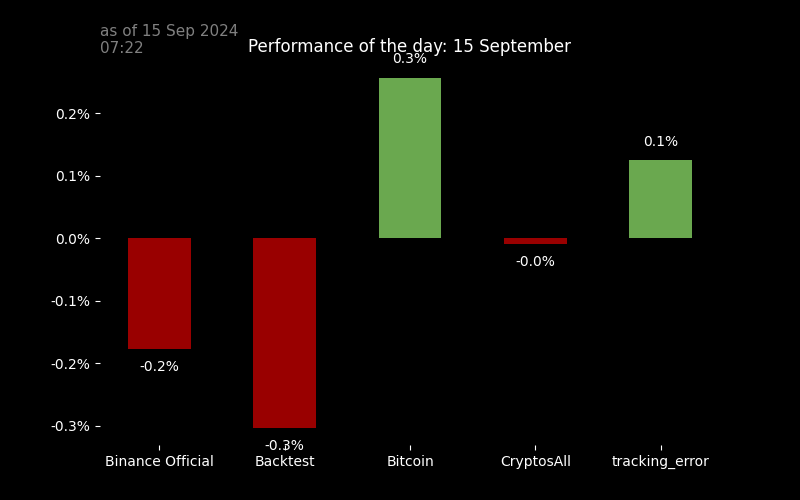 as of 15 Sep 2024
07:22
Performance of the day: 15 September
0.3%
0.2%
0.1%
0.1%
0.0%
-0.0%
-0.1%
-0.2%
-0.2%
-0.3%
-0.3%
Binance Official
Backtest
Bitcoin
CryptosAll
tracking_error